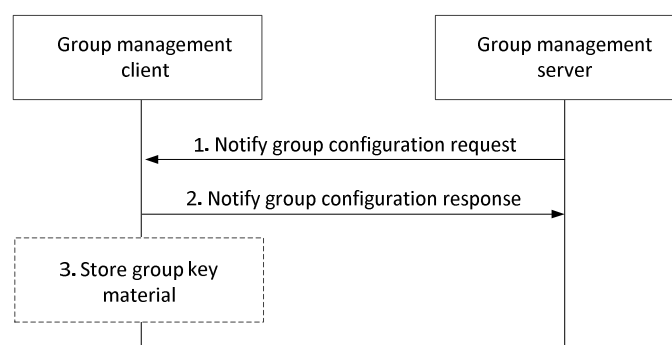 Group management
client
Group management
server
1. Notify group configuration request
2. Notify group configuration response
3. Store group key
material